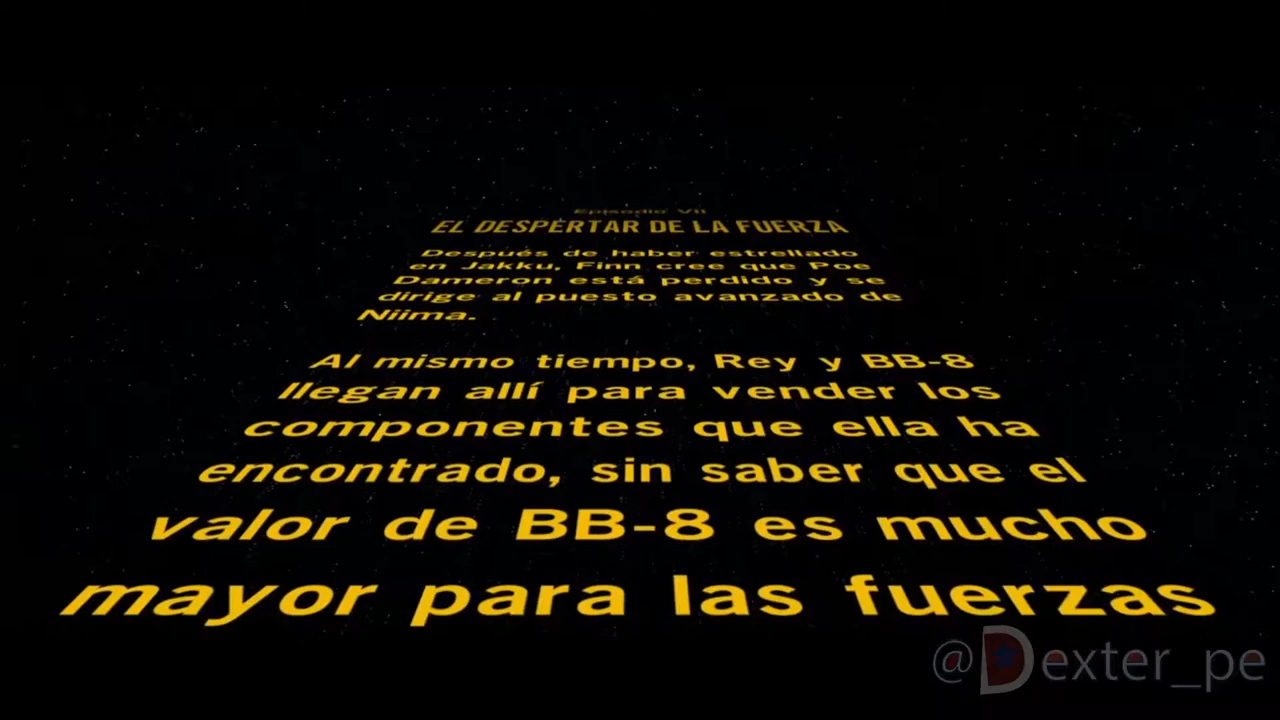 Episodio VII
EL DESPERTAR DE LA FUERZA
Después de haber estrellado
en Jakku, Finn cree que Poe
Dameron está perdido y se
dirige al puesto avanzado de
Niima.
Al mismo tiempo, Rey y BB-8
llegan allí para vender los
componentes que ella ha
encontrado, sin saber que el
valor de BB-8 es mucho
mayor para las fuerzas
@Dexter_pe